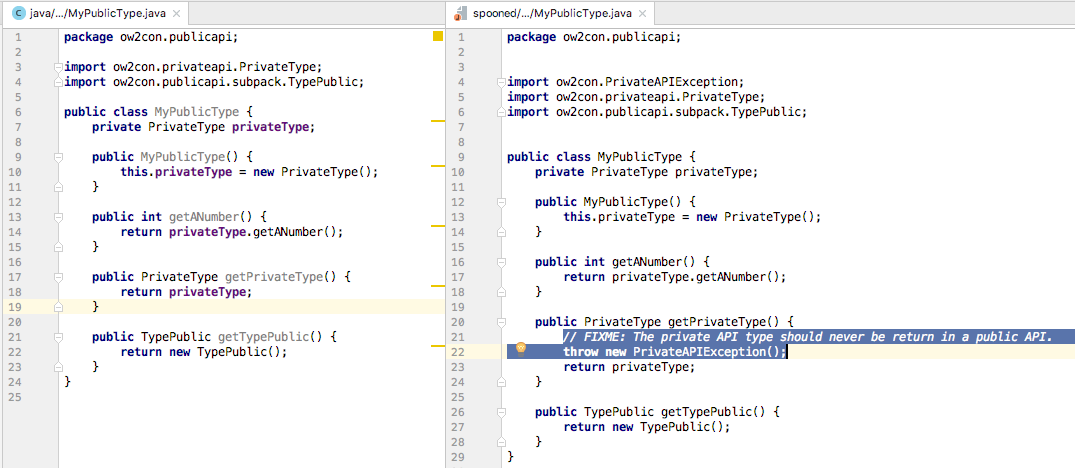 java/.../MyPublicType.java
1 package ow2con.publicapi;
2
3 import ow2con.privateapi.PrivateType;
4 import ow2con.publicapi.subpack.TypePublic;
5
6 public class MyPublicType {
7 private PrivateType privateType;
8
9 public MyPublicType() {
10 this.privateType = new PrivateType();
11 }
12
13 public int getANumber() {
14 return privateType.getANumber();
15 }
16
17 public PrivateType getPrivateType() {
18 return privateType;
19 }
20
21 public TypePublic getTypePublic() {
22 return new TypePublic();
23 }
24 }
25
spooned/.../MyPublicType.java
1 package ow2con.publicapi;
2
3
4 import ow2con.PrivateAPIException;
5 import ow2con.privateapi.PrivateType;
6 import ow2con.publicapi.subpack.TypePublic;
7
8
9 public class MyPublicType {
10 private PrivateType privateType;
11
12 public MyPublicType() {
13 this.privateType = new PrivateType();
14 }
15
16 public int getANumber() {
17 return privateType.getANumber();
18 }
19
20 public PrivateType getPrivateType() {
21 // FIXME: The private API type should never be return in a public API.
22 throw new PrivateAPIException();
23 return privateType;
24 }
25
26 public TypePublic getTypePublic() {
27 return new TypePublic();
28 }
29 }